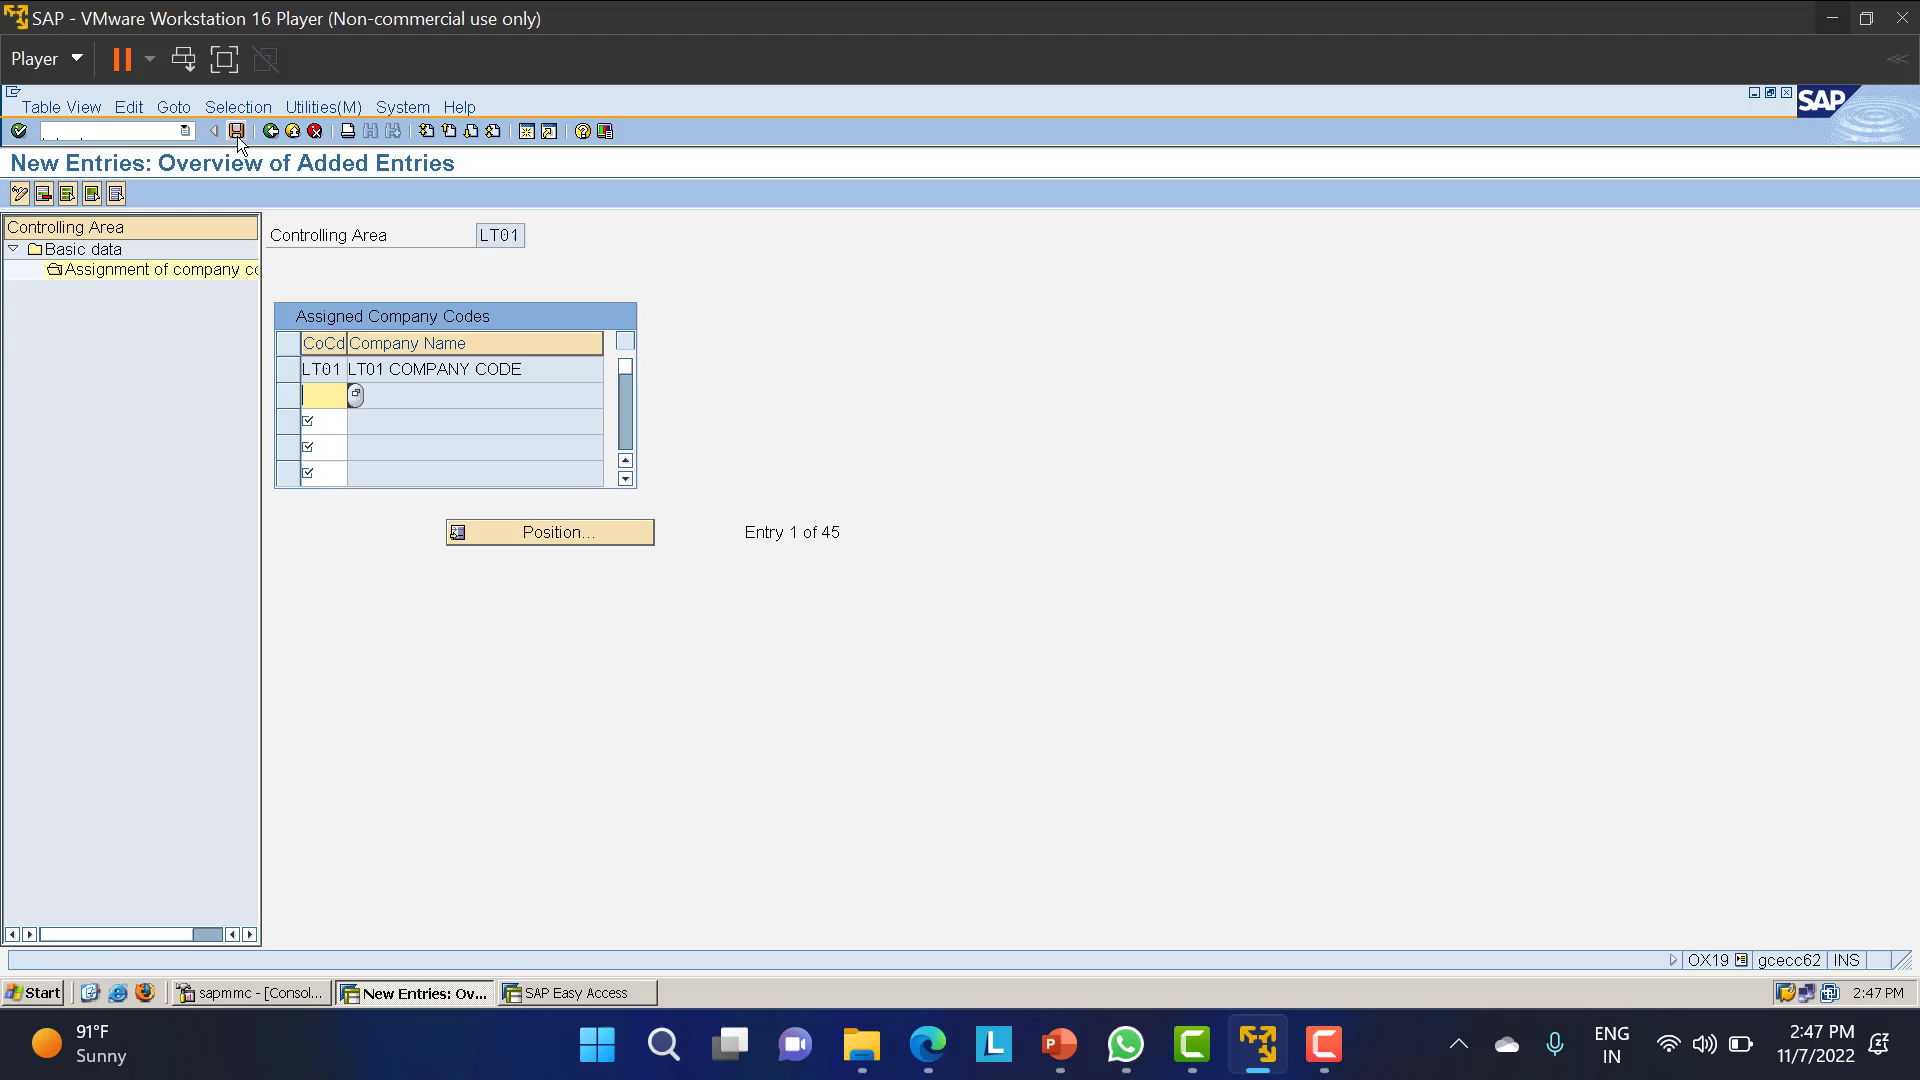 SAP - VMware Workstation 16 Player (Non-commercial use only)
Player
Table View Edit Goto Selection Utilities(M) System Help
SAP
New Entries: Overview of Added Entries
Controlling Area
Basic data
Assignment of company co
Controlling Area LT01
Assigned Company Codes
CoCd Company Name
LT01 LT01 COMPANY CODE
Position... Entry 1 of 45
OX19 gcecc62 INS
Start sapmmc - [Consol... New Entries: Ov... SAP Easy Access 2:47 PM
91°F
Sunny
ENG
IN
2:47 PM
11/7/2022